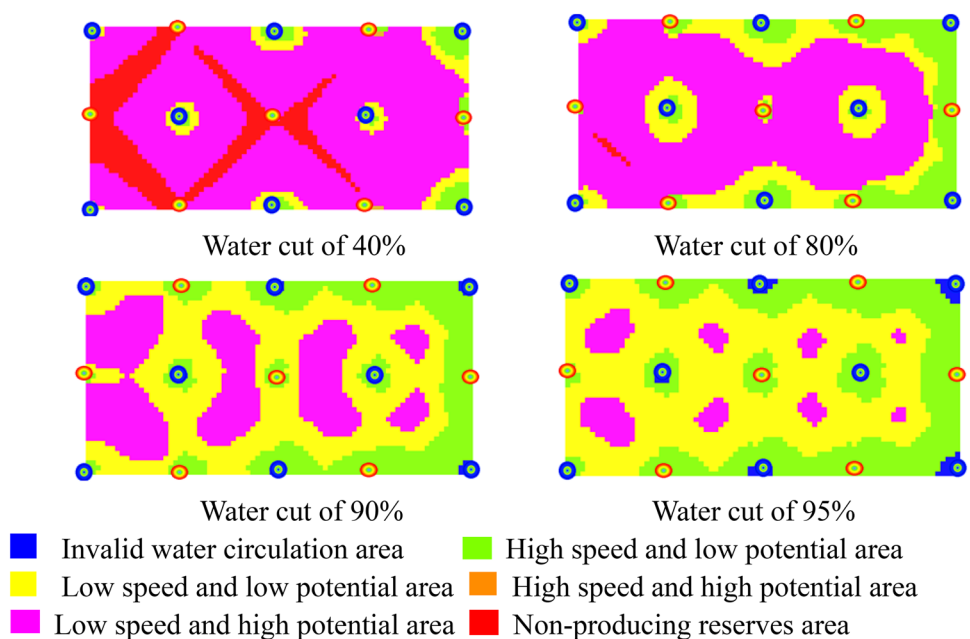 Water cut of 40%
Water cut of 80%
Water cut of 90%
Water cut of 95%
Invalid water circulation area
High speed and low potential area
Low speed and low potential area
High speed and high potential area
Low speed and high potential area
Non-producing reserves area